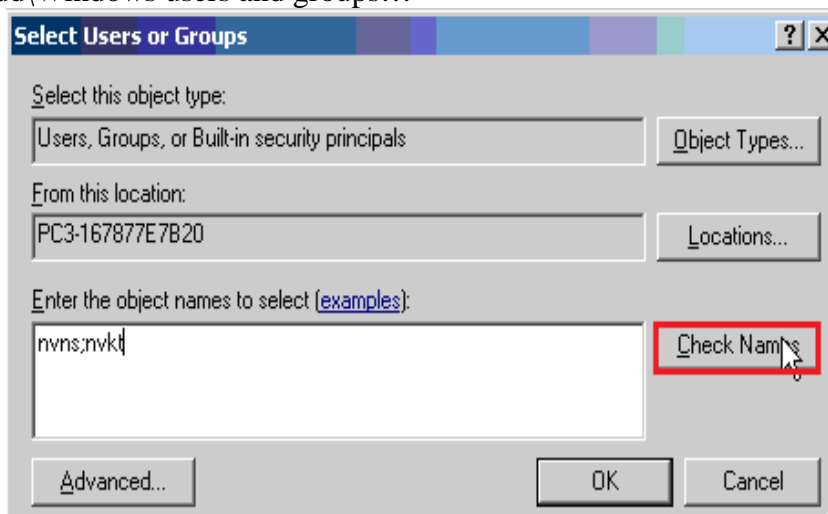 Select Users or Groups
Select this object type:
Users, Groups, or Built-in security principals
Object Types...
From this location:
PC3-167877E7B20
Locations...
Enter the object names to select (examples):
nvns;nvkt
Check Names
Advanced...
OK
Cancel